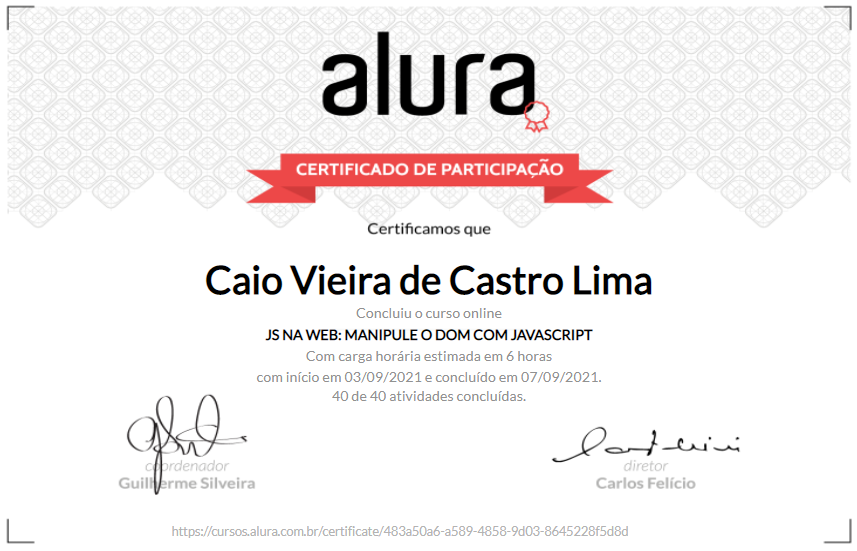 alura
CERTIFICADO DE PARTICIPAÇÃO
Certificamos que
Caio Vieira de Castro Lima
Concluiu o curso online
JS NA WEB: MANIPULE O DOM COM JAVASCRIPT
Com carga horária estimada em 6 horas
com início em 03/09/2021 e concluído em 07/09/2021.
40 de 40 atividades concluídas.
coordenador
Guilherme Silveira
diretor
Carlos Felício
https://cursos.alura.com.br/certificate/483a50a6-a589-4858-9d03-8645228f5d8d